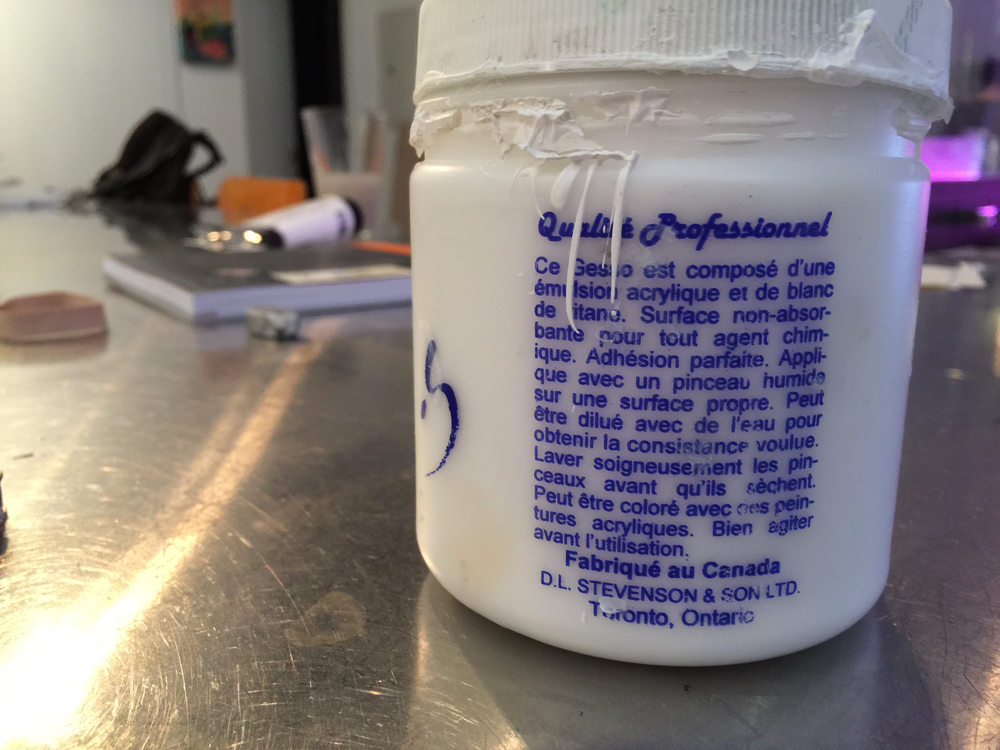 Qualité Professionnel
Ce Gesso est composé d'une
émulsion acrylique et de blanc
de titane. Surface non-absor-
bante pour tout agent chim-
ique. Adhésion parfaite. Appli-
que avec un pinceau humide
sur une surface propre. Peut
être dilué avec de l'eau pour
obtenir la consistance voulue.
Laver soigneusement les pin-
ceaux avant qu'ils sèchent.
Peut être coloré avec des pein-
tures acryliques. Bien agiter
avant l'utilisation.
Fabriqué au Canada
D.L. STEVENSON & SON LTD.
Toronto, Ontario